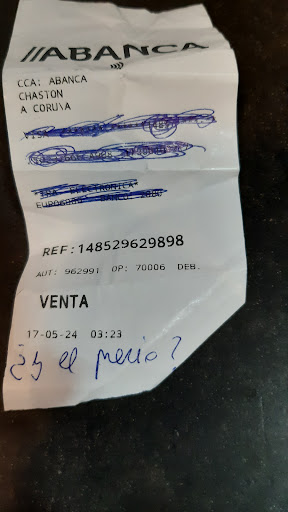 ///ABANCA
CCA: ABANCA
CHASTON
A CORUÑA
REF:148529629898
AUT: 962991 OP: 70006 DEB.
VENTA
17-05-24 03:23
¿Y el precio?